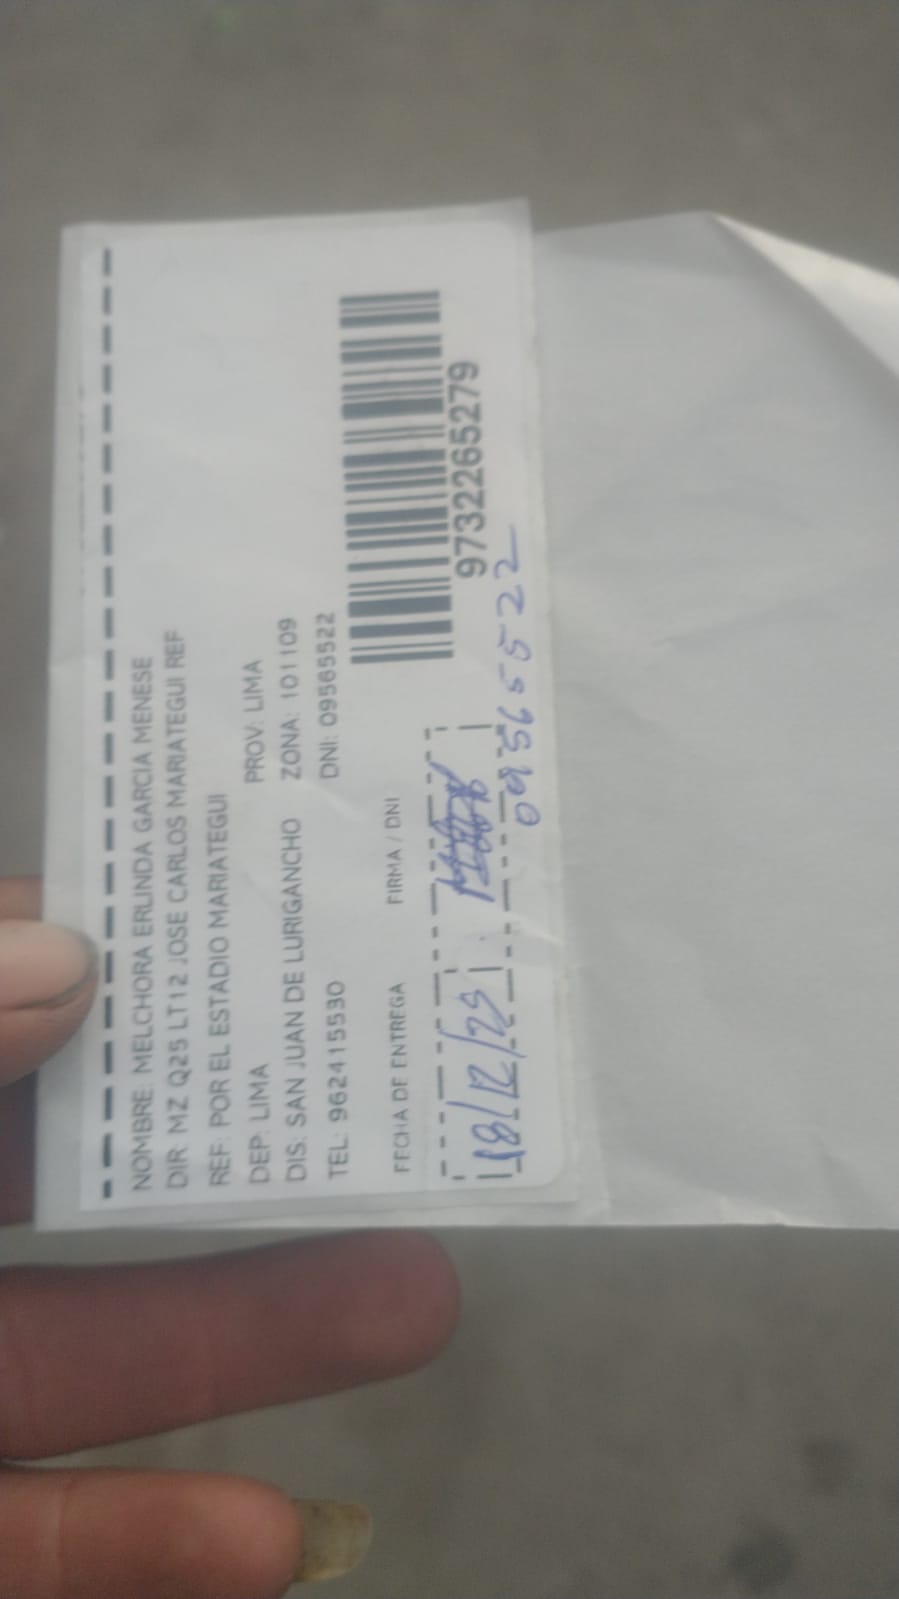 NOMBRE: MELCHORA ERLINDA GARCIA MENESE
DIR: MZ Q25 LT12 JOSE CARLOS MARIATEGUI REF
REF: POR EL ESTADIO MARIATEGUI
DEP: LIMA PROV: LIMA
DIS: SAN JUAN DE LURIGANCHO ZONA: 101109
TEL: 962415530 DNI: 09565522
FECHA DE ENTREGA FIRMA / DNI
9732265279
18/12/25
09565522